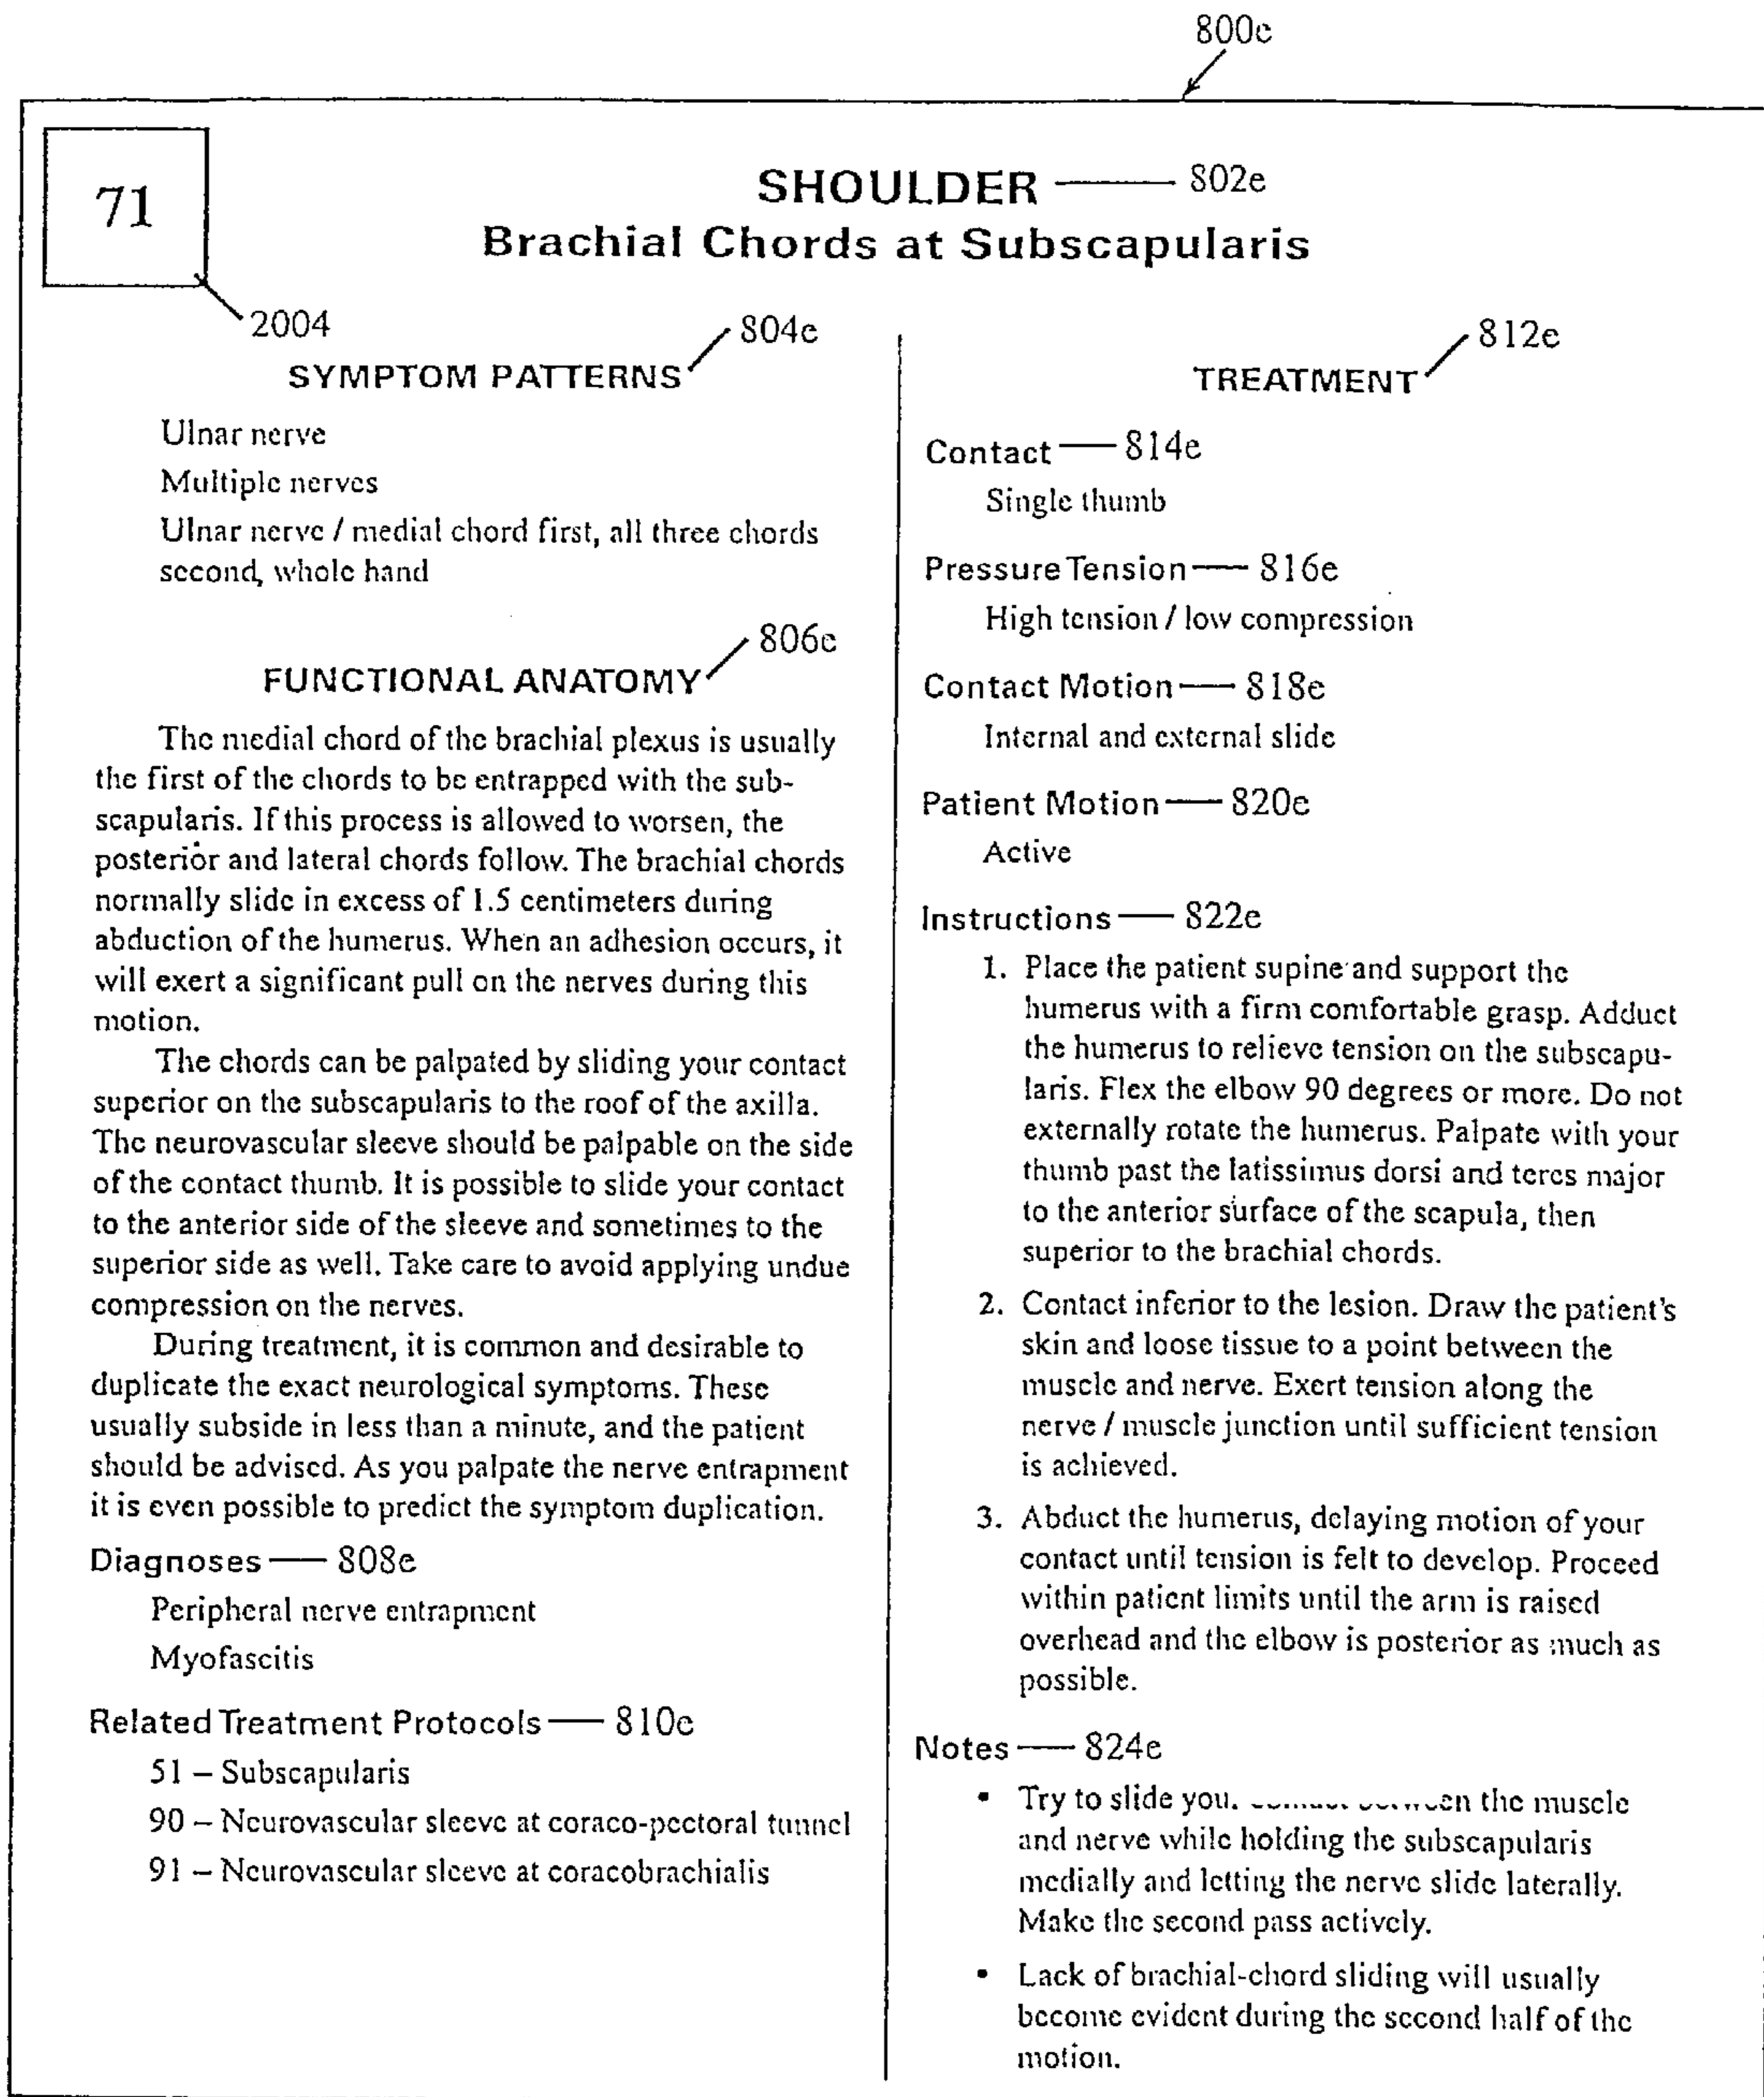 800e
71
SHOULDER — 802e
Brachial Chords at Subscapularis
2004
804e
SYMPTOM PATTERNS
Ulnar nerve
Multiple nerves
Ulnar nerve / medial chord first, all three chords
second, whole hand
806e
FUNCTIONAL ANATOMY
The medial chord of the brachial plexus is usually
the first of the chords to be entrapped with the sub-
scapularis. If this process is allowed to worsen, the
posterior and lateral chords follow. The brachial chords
normally slide in excess of 1.5 centimeters during
abduction of the humerus. When an adhesion occurs, it
will exert a significant pull on the nerves during this
motion.
The chords can be palpated by sliding your contact
superior on the subscapularis to the roof of the axilla.
The neurovascular sleeve should be palpable on the side
of the contact thumb. It is possible to slide your contact
to the anterior side of the sleeve and sometimes to the
superior side as well. Take care to avoid applying undue
compression on the nerves.
During treatment, it is common and desirable to
duplicate the exact neurological symptoms. These
usually subside in less than a minute, and the patient
should be advised. As you palpate the nerve entrapment
it is even possible to predict the symptom duplication.
Diagnoses — 808e
Peripheral nerve entrapment
Myofascitis
Related Treatment Protocols — 810e
51 – Subscapularis
90 – Neurovascular sleeve at coraco-pectoral tunnel
91 – Neurovascular sleeve at coracobrachialis
812e
TREATMENT
Contact — 814e
Single thumb
Pressure Tension — 816e
High tension / low compression
Contact Motion — 818e
Internal and external slide
Patient Motion — 820e
Active
Instructions — 822e
1. Place the patient supine and support the
humerus with a firm comfortable grasp. Adduct
the humerus to relieve tension on the subscapu-
laris. Flex the elbow 90 degrees or more. Do not
externally rotate the humerus. Palpate with your
thumb past the latissimus dorsi and teres major
to the anterior surface of the scapula, then
superior to the brachial chords.
2. Contact inferior to the lesion. Draw the patient's
skin and loose tissue to a point between the
muscle and nerve. Exert tension along the
nerve / muscle junction until sufficient tension
is achieved.
3. Abduct the humerus, delaying motion of your
contact until tension is felt to develop. Proceed
within patient limits until the arm is raised
overhead and the elbow is posterior as much as
possible.
Notes — 824e
• Try to slide the muscle
and nerve while holding the subscapularis
medially and letting the nerve slide laterally.
Make the second pass actively.
• Lack of brachial-chord sliding will usually
become evident during the second half of the
motion.